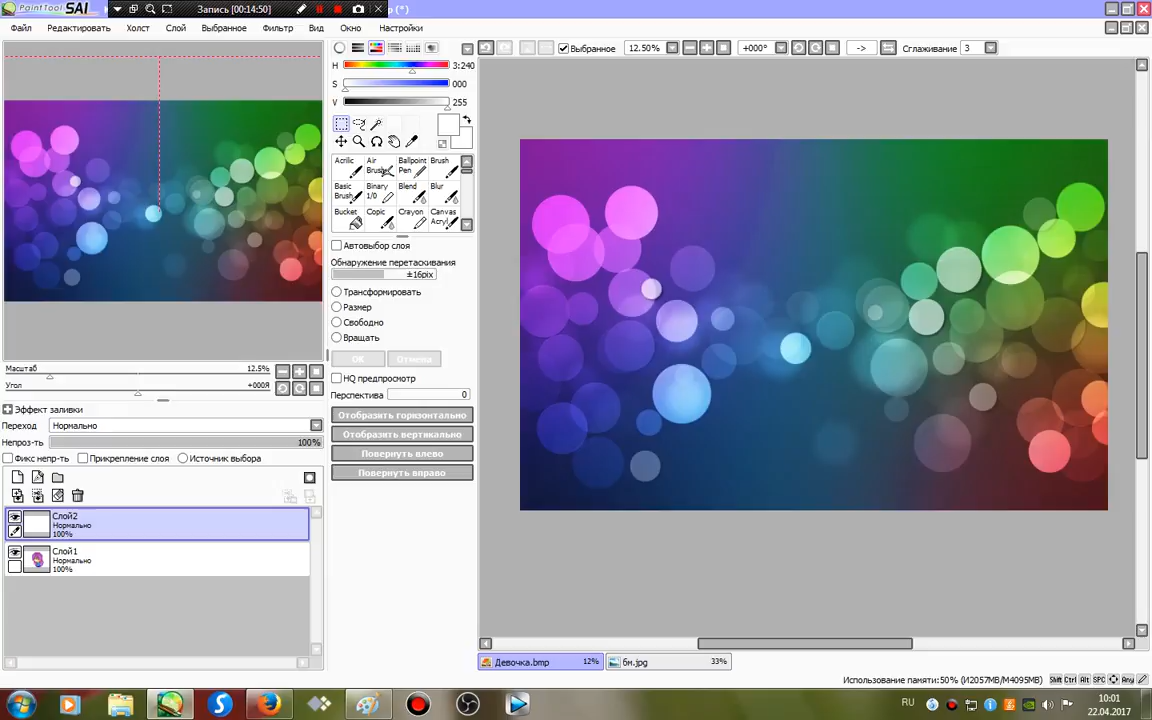 PaintTool SAI
Запись [00:14:50]
(*)
Файл Редактировать Холст Слой Выбранное Фильтр Вид Окно Настройки
Выбранное 12.50% +000° -> Сглаживание 3
H 3:240
S 000
V 255
Acrilic Air Brush Ballpoint Pen Brush
Basic Brush Binary 1/0 Blend Blur
Bucket Copic Crayon Canvas Acryl
Автовыбор слоя
Обнаружение перетаскивания
±16pix
Трансформировать
Размер
Свободно
Вращать
OK Отмена
HQ предпросмотр
Перспектива 0
Отобразить горизонтально
Отобразить вертикально
Повернуть влево
Повернуть вправо
Масштаб 12.5%
Угол +000Я
Эффект заливки
Переход Нормально
Непроз-ть 100%
Фикс непр-ть Прикрепление слоя Источник выбора
Слой2
Нормально
100%
Слой1
Нормально
100%
Девочка.bmp 12% бн.jpg 33%
Использование памяти:50% (И2057MB/M4095MB) Shft Ctrl Alt SPC Any
RU 10:01
22.04.2017